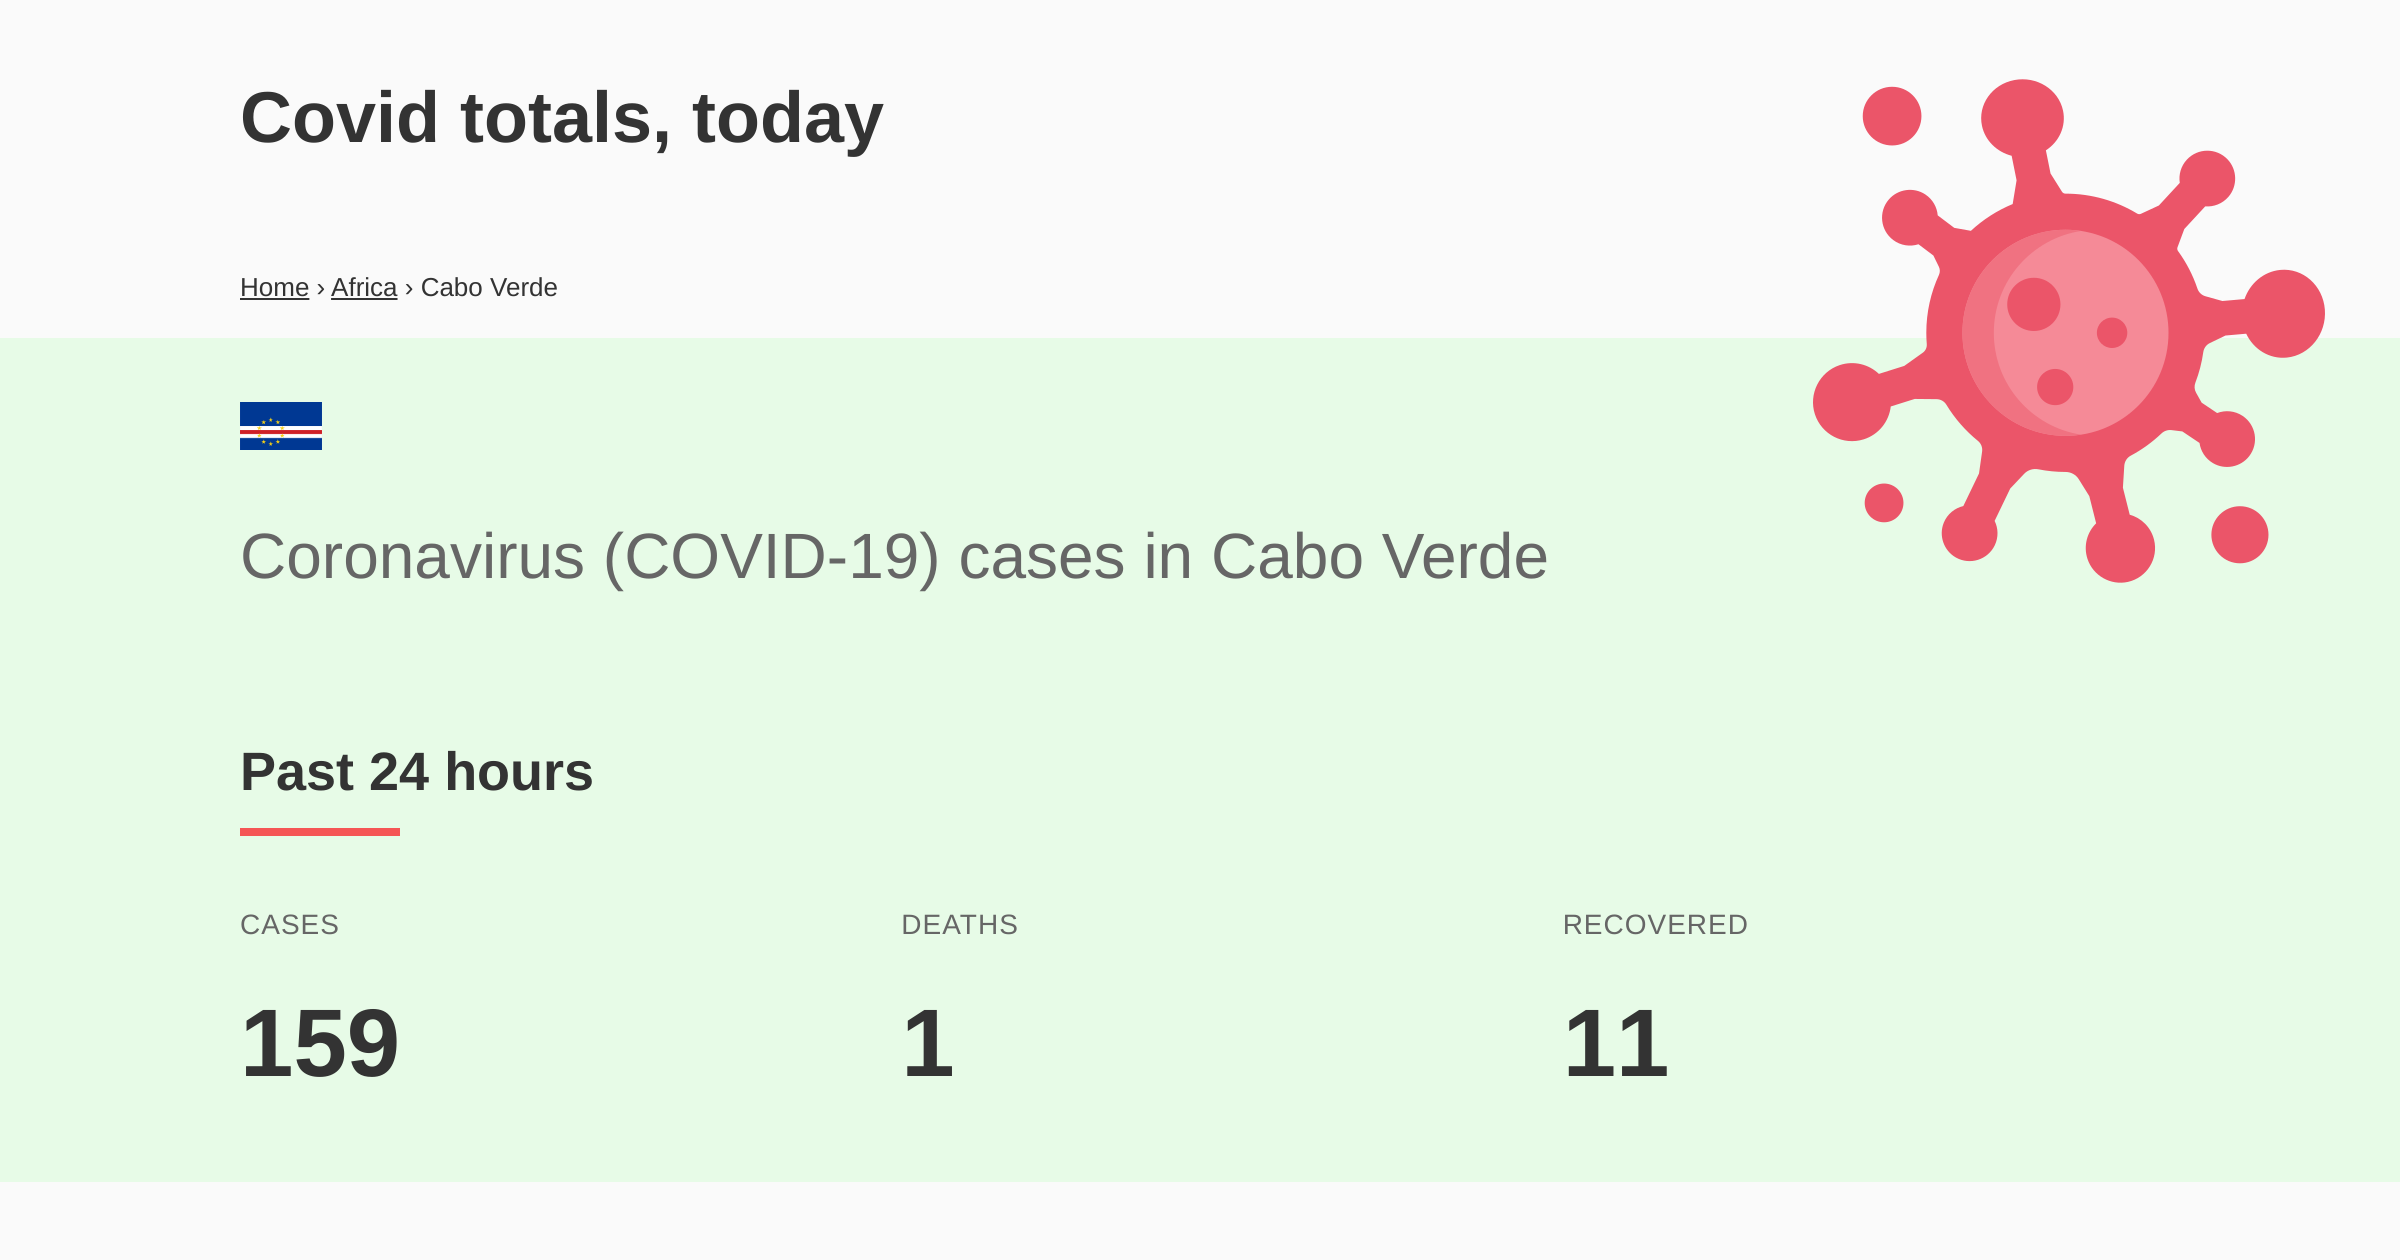 Covid totals, today
Home › Africa › Cabo Verde
Coronavirus (COVID-19) cases in Cabo Verde
Past 24 hours
CASES DEATHS RECOVERED
159 1 11